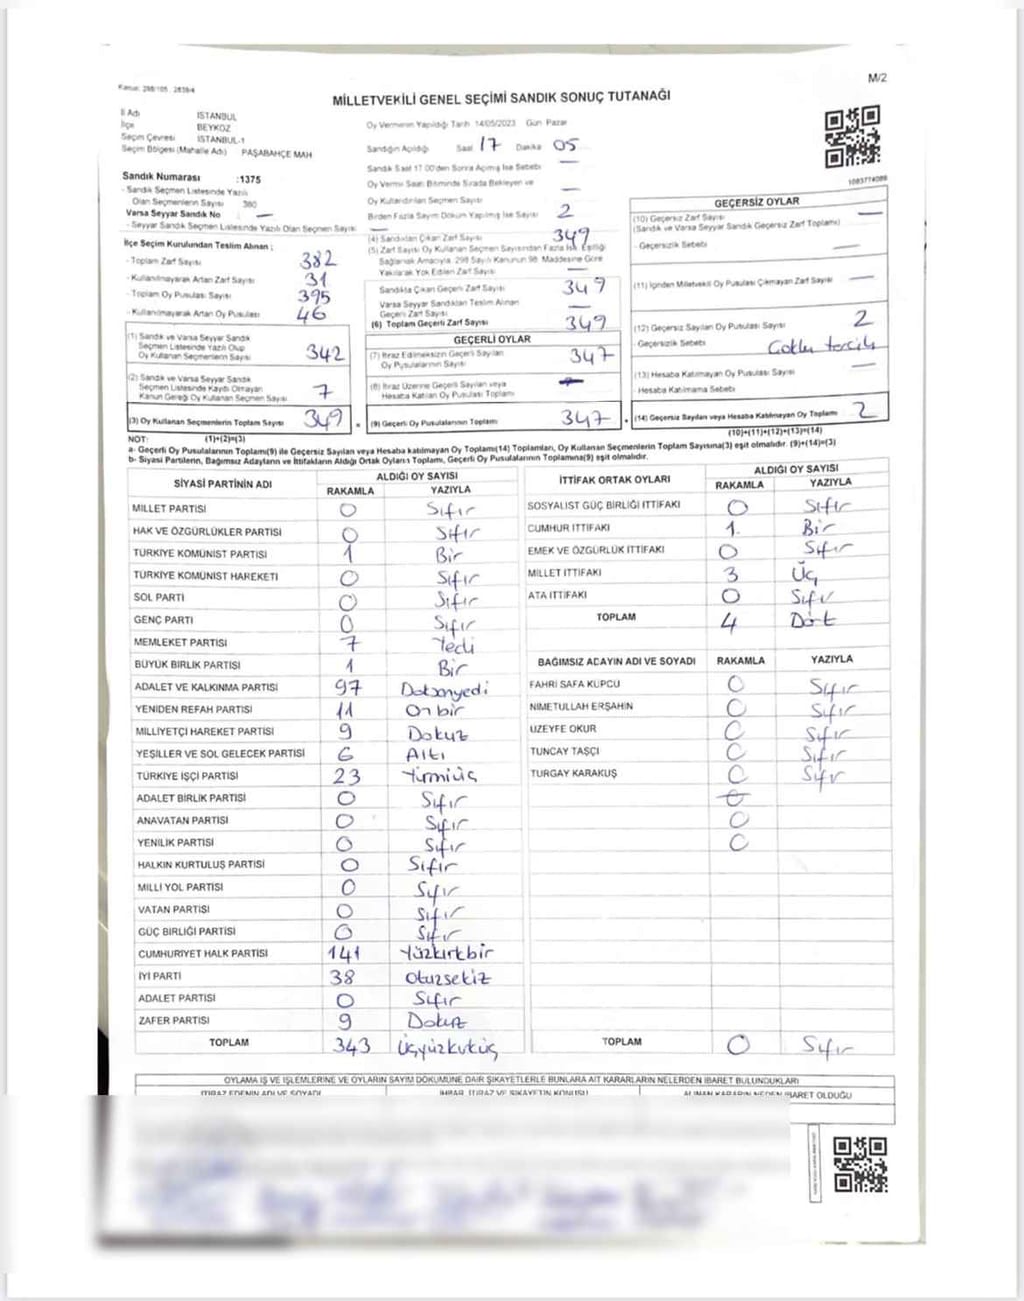 M/2
MİLLETVEKİLİ GENEL SEÇİMİ SANDIK SONUÇ TUTANAĞI
İl Adı İSTANBUL
İlçe BEYKOZ
Seçim Çevresi İSTANBUL-1
Seçim Bölgesi (Mahalle Adı) PAŞABAHÇE MAH
Sandık Numarası :1375
- Sandık Seçmen Listesinde Yazılı
Olan Seçmenlerin Sayısı 380
Varsa Seyyar Sandık No —
- Seyyar Sandık Seçmen Listesinde Yazılı Olan Seçmen Sayısı —
İlçe Seçim Kurulundan Teslim Alınan ;
- Toplam Zarf Sayısı 382
- Kullanılmayarak Artan Zarf Sayısı 31
- Toplam Oy Pusulası Sayısı 395
- Kullanılmayarak Artan Oy Pusulası 46
(1) Sandık ve Varsa Seyyar Sandık
Seçmen Listesinde Yazılı Olup
Oy Kullanan Seçmenlerin Sayısı 342
(2) Sandık ve Varsa Seyyar Sandık
Seçmen Listesinde Kayıtlı Olmayan
Kanun Gereği Oy Kullanan Seçmen Sayısı 7
(3) Oy Kullanan Seçmenlerin Toplam Sayısı 349
Oy Vermenin Yapıldığı Tarih 14/05/2023 Gün Pazar
Sandığın Açıldığı Saat 17 Dakika 05
Sandık Saat 17.00'den Sonra Açılmış İse Sebebi —
Oy Verme Saati Bitiminde Sırada Bekleyen ve
Oy Kullandırılan Seçmen Sayısı —
Birden Fazla Sayım Döküm Yapılmış İse Sayısı 2
(4) Sandıktan Çıkan Zarf Sayısı 349
(5) Zarf Sayısı Oy Kullanan Seçmen Sayısından Fazla İse, Eşitliği
Sağlamak Amacıyla, 298 Sayılı Kanunun 98. Maddesine Göre
Yakılarak Yok Edilen Zarf Sayısı —
Sandıkta Çıkan Geçerli Zarf Sayısı 349
Varsa Seyyar Sandıktan Teslim Alınan
Geçerli Zarf Sayısı —
(6) Toplam Geçerli Zarf Sayısı 349
GEÇERLİ OYLAR
(7) İtiraz Edilmeksizin Geçerli Sayılan
Oy Pusulalarının Sayısı 347
(8) İtiraz Üzerine Geçerli Sayılan veya
Hesaba Katılan Oy Pusulası Toplamı
(9) Geçerli Oy Pusulalarının Toplamı 347
1083774089
GEÇERSİZ OYLAR
(10) Geçersiz Zarf Sayısı —
(Sandık ve Varsa Seyyar Sandık Geçersiz Zarf Toplamı)
- Geçersizlik Sebebi —
(11) İçinden Milletvekili Oy Pusulası Çıkmayan Zarf Sayısı —
(12) Geçersiz Sayılan Oy Pusulası Sayısı 2
- Geçersizlik Sebebi Çoklu tercih
(13) Hesaba Katılmayan Oy Pusulası Sayısı —
- Hesaba Katılmama Sebebi —
(14) Geçersiz Sayılan veya Hesaba Katılmayan Oy Toplamı 2
NOT: (1)+(2)=(3) (10)+(11)+(12)+(13)=(14)
a- Geçerli Oy Pusulalarının Toplamı(9) ile Geçersiz Sayılan veya Hesaba katılmayan Oy Toplamı(14) Toplamları, Oy Kullanan Seçmenlerin Toplam Sayısına(3) eşit olmalıdır. (9)+(14)=(3)
b- Siyasi Partilerin, Bağımsız Adayların ve İttifakların Aldığı Ortak Oyların Toplamı, Geçerli Oy Pusulalarının Toplamına(9) eşit olmalıdır.
SİYASİ PARTİNİN ADI ALDIĞI OY SAYISI
RAKAMLA YAZIYLA
MİLLET PARTİSİ 0 Sıfır
HAK VE ÖZGÜRLÜKLER PARTİSİ 0 Sıfır
TÜRKİYE KOMÜNİST PARTİSİ 1 Bir
TÜRKİYE KOMÜNİST HAREKETİ 0 Sıfır
SOL PARTİ 0 Sıfır
GENÇ PARTİ 0 Sıfır
MEMLEKET PARTİSİ 7 Yedi
BÜYÜK BİRLİK PARTİSİ 1 Bir
ADALET VE KALKINMA PARTİSİ 97 Doksanyedi
YENİDEN REFAH PARTİSİ 11 Onbir
MİLLİYETÇİ HAREKET PARTİSİ 9 Dokuz
YEŞİLLER VE SOL GELECEK PARTİSİ 6 Altı
TÜRKİYE İŞÇİ PARTİSİ 23 Yirmiüç
ADALET BİRLİK PARTİSİ 0 Sıfır
ANAVATAN PARTİSİ 0 Sıfır
YENİLİK PARTİSİ 0 Sıfır
HALKIN KURTULUŞ PARTİSİ 0 Sıfır
MİLLİ YOL PARTİSİ 0 Sıfır
VATAN PARTİSİ 0 Sıfır
GÜÇ BİRLİĞİ PARTİSİ 0 Sıfır
CUMHURİYET HALK PARTİSİ 141 Yüzkırkbir
İYİ PARTİ 38 Otuzsekiz
ADALET PARTİSİ 0 Sıfır
ZAFER PARTİSİ 9 Dokuz
TOPLAM 343 Üçyüzkırküç
İTTİFAK ORTAK OYLARI ALDIĞI OY SAYISI
RAKAMLA YAZIYLA
SOSYALİST GÜÇ BİRLİĞİ İTTİFAKI 0 Sıfır
CUMHUR İTTİFAKI 1 Bir
EMEK VE ÖZGÜRLÜK İTTİFAKI 0 Sıfır
MİLLET İTTİFAKI 3 Üç
ATA İTTİFAKI 0 Sıfır
TOPLAM 4 Dört
BAĞIMSIZ ADAYIN ADI VE SOYADI RAKAMLA YAZIYLA
FAHRİ SAFA KÜPCÜ 0 Sıfır
NİMETULLAH ERŞAHİN 0 Sıfır
ÜZEYFE OKUR 0 Sıfır
TUNCAY TAŞÇI 0 Sıfır
TURGAY KARAKUŞ 0 Sıfır
0
0
0
TOPLAM 0 Sıfır
OYLAMA İŞ VE İŞLEMLERİNE VE OYLARIN SAYIM DÖKÜMÜNE DAİR ŞİKAYETLERLE BUNLARA AİT KARARLARIN NELERDEN İBARET BULUNDUKLARI
İTİRAZ EDENİN ADI VE SOYADI İHBAR, İTİRAZ VE ŞİKAYETİN KONUSU ALINAN KARARIN NEDEN İBARET OLDUĞU